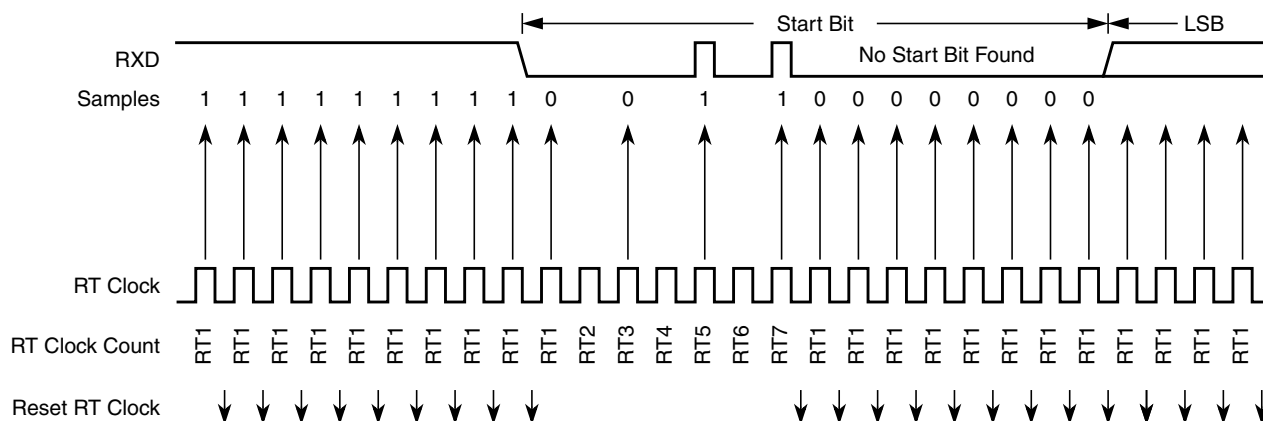 Start Bit LSB
RXD No Start Bit Found
Samples 1 1 1 1 1 1 1 1 1 0 0 1 1 0 0 0 0 0 0 0 0
RT Clock
RT Clock Count RT1 RT1 RT1 RT1 RT1 RT1 RT1 RT1 RT1 RT1 RT2 RT3 RT4 RT5 RT6 RT7 RT1 RT1 RT1 RT1 RT1 RT1 RT1 RT1 RT1 RT1 RT1 RT1
Reset RT Clock